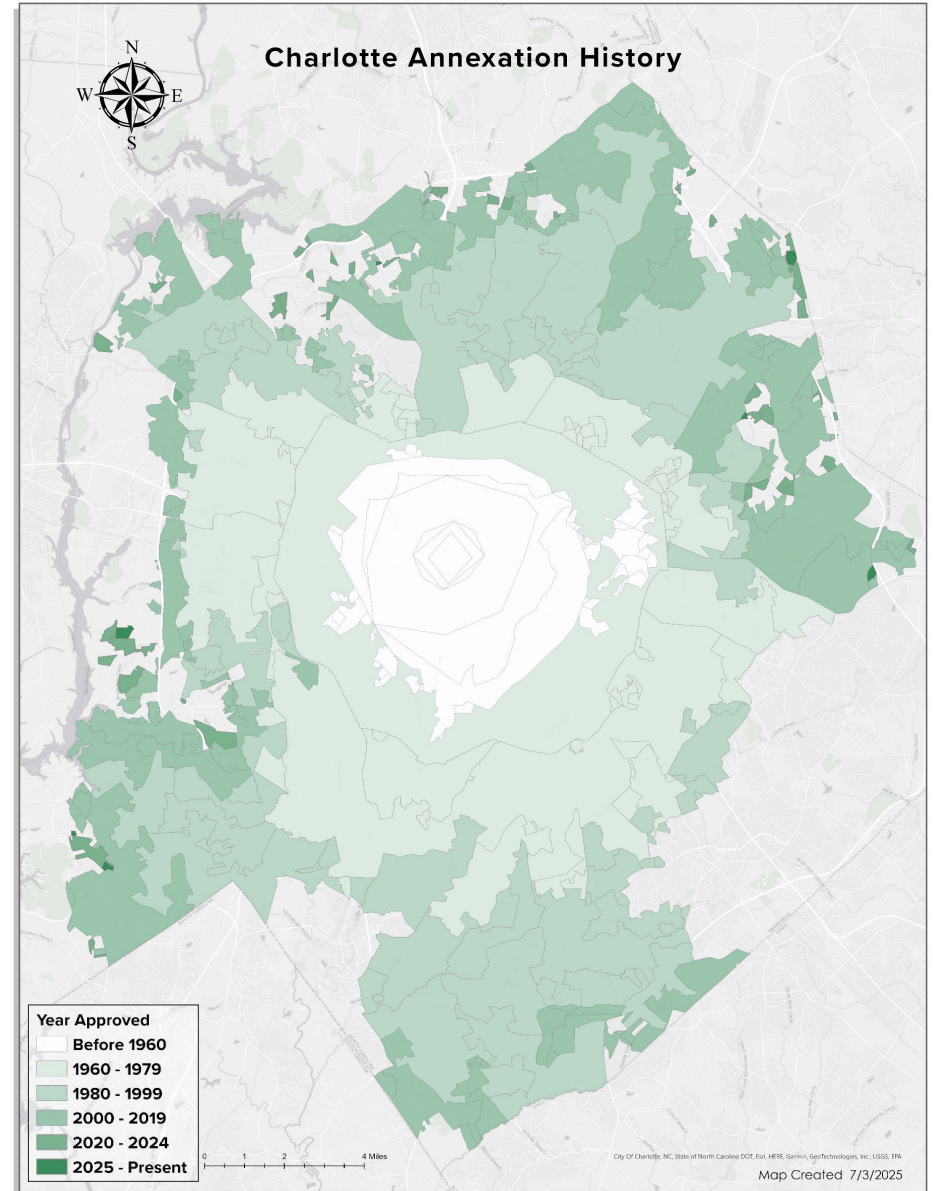 Charlotte Annexation History
N
W E
S
Year Approved
Before 1960
1960 - 1979
1980 - 1999
2000 - 2019
2020 - 2024
2025 - Present
0 1 2 4 Miles
City Of Charlotte, NC, State of North Carolina DOT, Esri, HERE, Garmin, GeoTechnologies, Inc., USGS, EPA
Map Created 7/3/2025